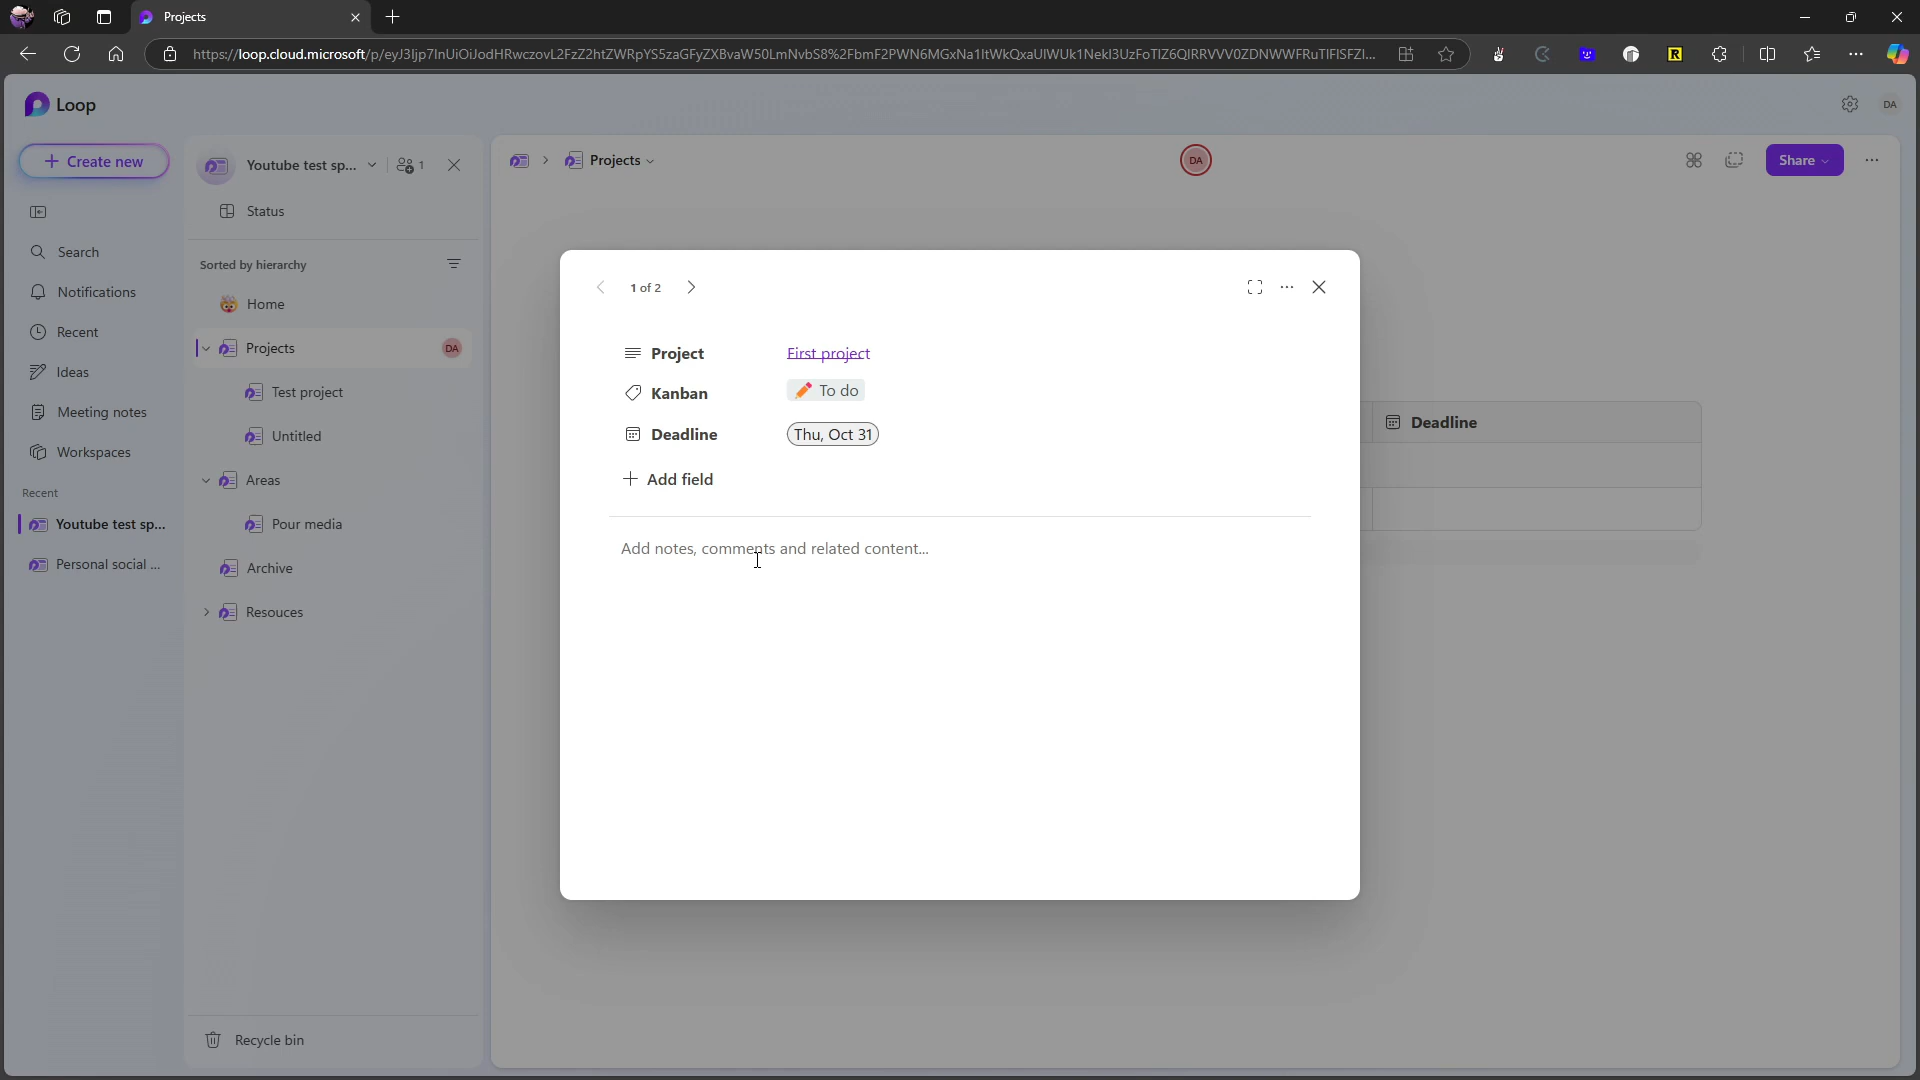 Projects
https://loop.cloud.microsoft/p/
Loop
DA
Create new
Youtube test sp...
1
Projects
DA
Share
Status
Search
Sorted by hierarchy
1 of 2
Notifications
Home
Recent
Projects
DA
Project
First project
Ideas
Test project
Kanban
To do
Meeting notes
Untitled
Deadline
Thu, Oct 31
Deadline
Workspaces
Areas
Add field
Recent
Youtube test sp...
Pour media
Add notes, comments and related content...
Personal social ...
Archive
Resouces
Recycle bin